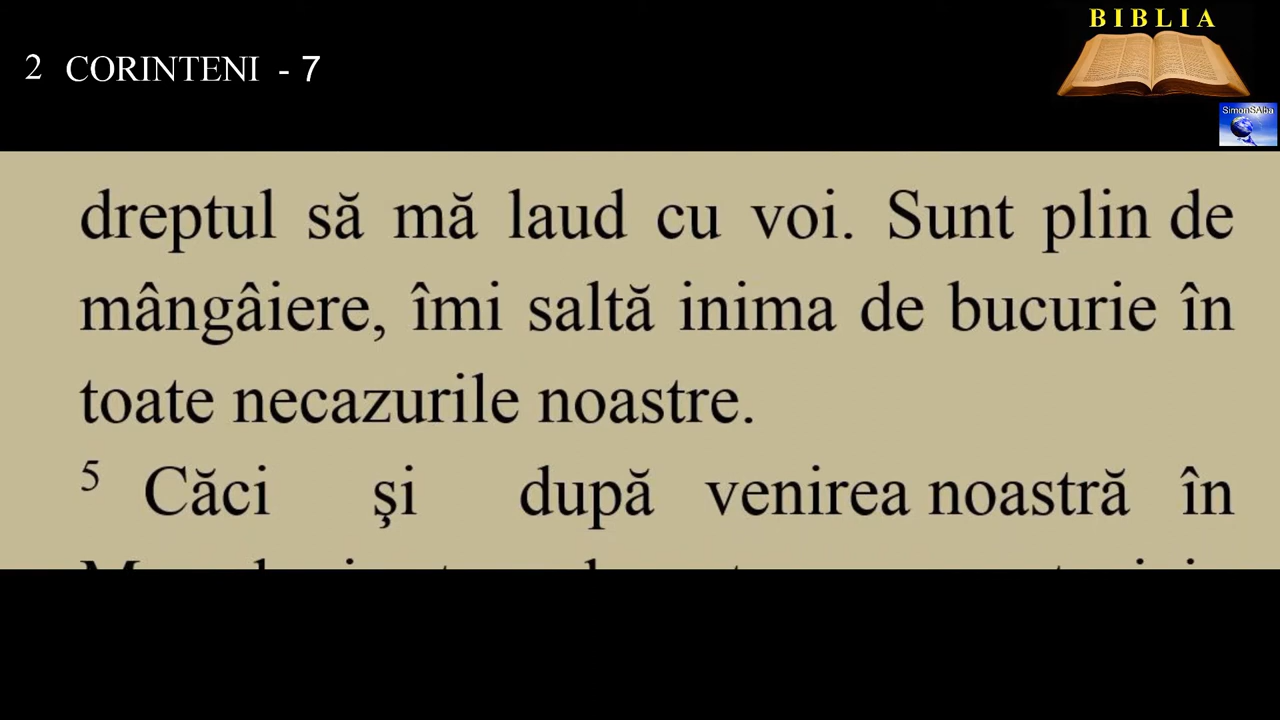 BIBLIA
2 CORINTENI - 7
SimonSAlba
dreptul să mă laud cu voi. Sunt plin de
mângâiere, îmi saltă inima de bucurie în
toate necazurile noastre.
5 Căci şi după venirea noastră în